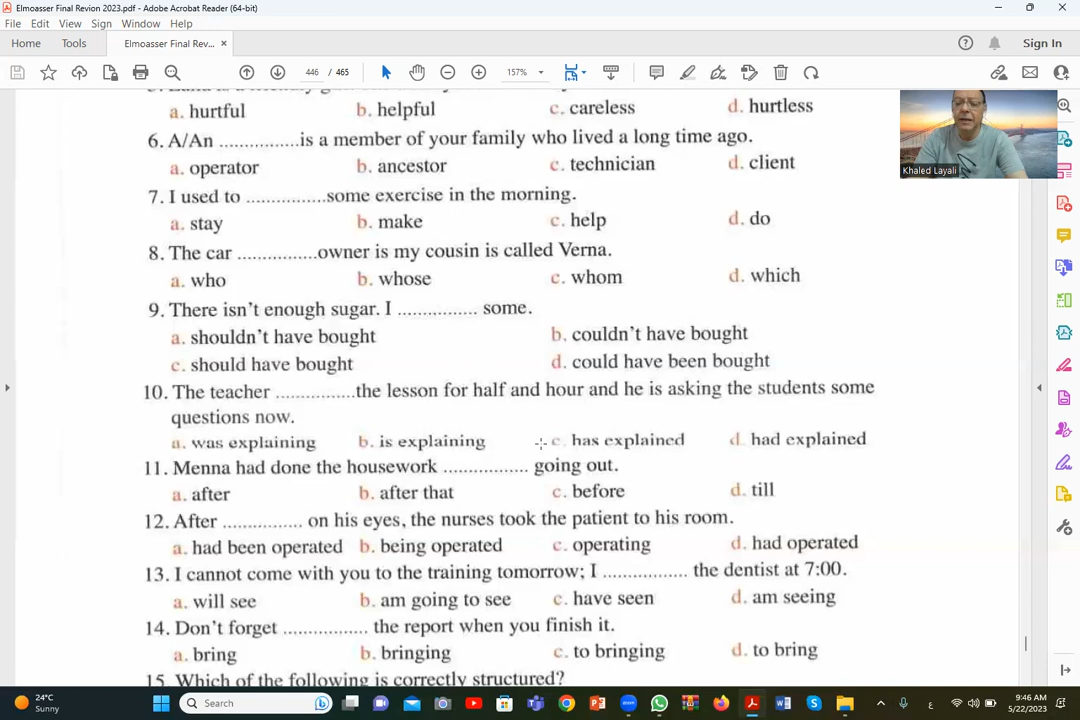 Elmoasser Final Revion 2023.pdf - Adobe Acrobat Reader (64-bit)
File Edit View Sign Window Help
Home Tools Elmoasser Final Rev... × Sign In
446 / 465 157%
a. hurtful b. helpful c. careless d. hurtless
6. A/An ................is a member of your family who lived a long time ago.
a. operator b. ancestor c. technician d. client
7. I used to ................some exercise in the morning.
a. stay b. make c. help d. do
8. The car ................owner is my cousin is called Verna.
a. who b. whose c. whom d. which
9. There isn't enough sugar. I ................ some.
a. shouldn't have bought b. couldn't have bought
c. should have bought d. could have been bought
10. The teacher ................the lesson for half and hour and he is asking the students some
questions now.
a. was explaining b. is explaining c. has explained d. had explained
11. Menna had done the housework ................. going out.
a. after b. after that c. before d. till
12. After ................ on his eyes, the nurses took the patient to his room.
a. had been operated b. being operated c. operating d. had operated
13. I cannot come with you to the training tomorrow; I ................. the dentist at 7:00.
a. will see b. am going to see c. have seen d. am seeing
14. Don't forget ................. the report when you finish it.
a. bring b. bringing c. to bringing d. to bring
15. Which of the following is correctly structured?
Khaled Layali
24°C
Sunny
Search
ع
9:46 AM
5/22/2023